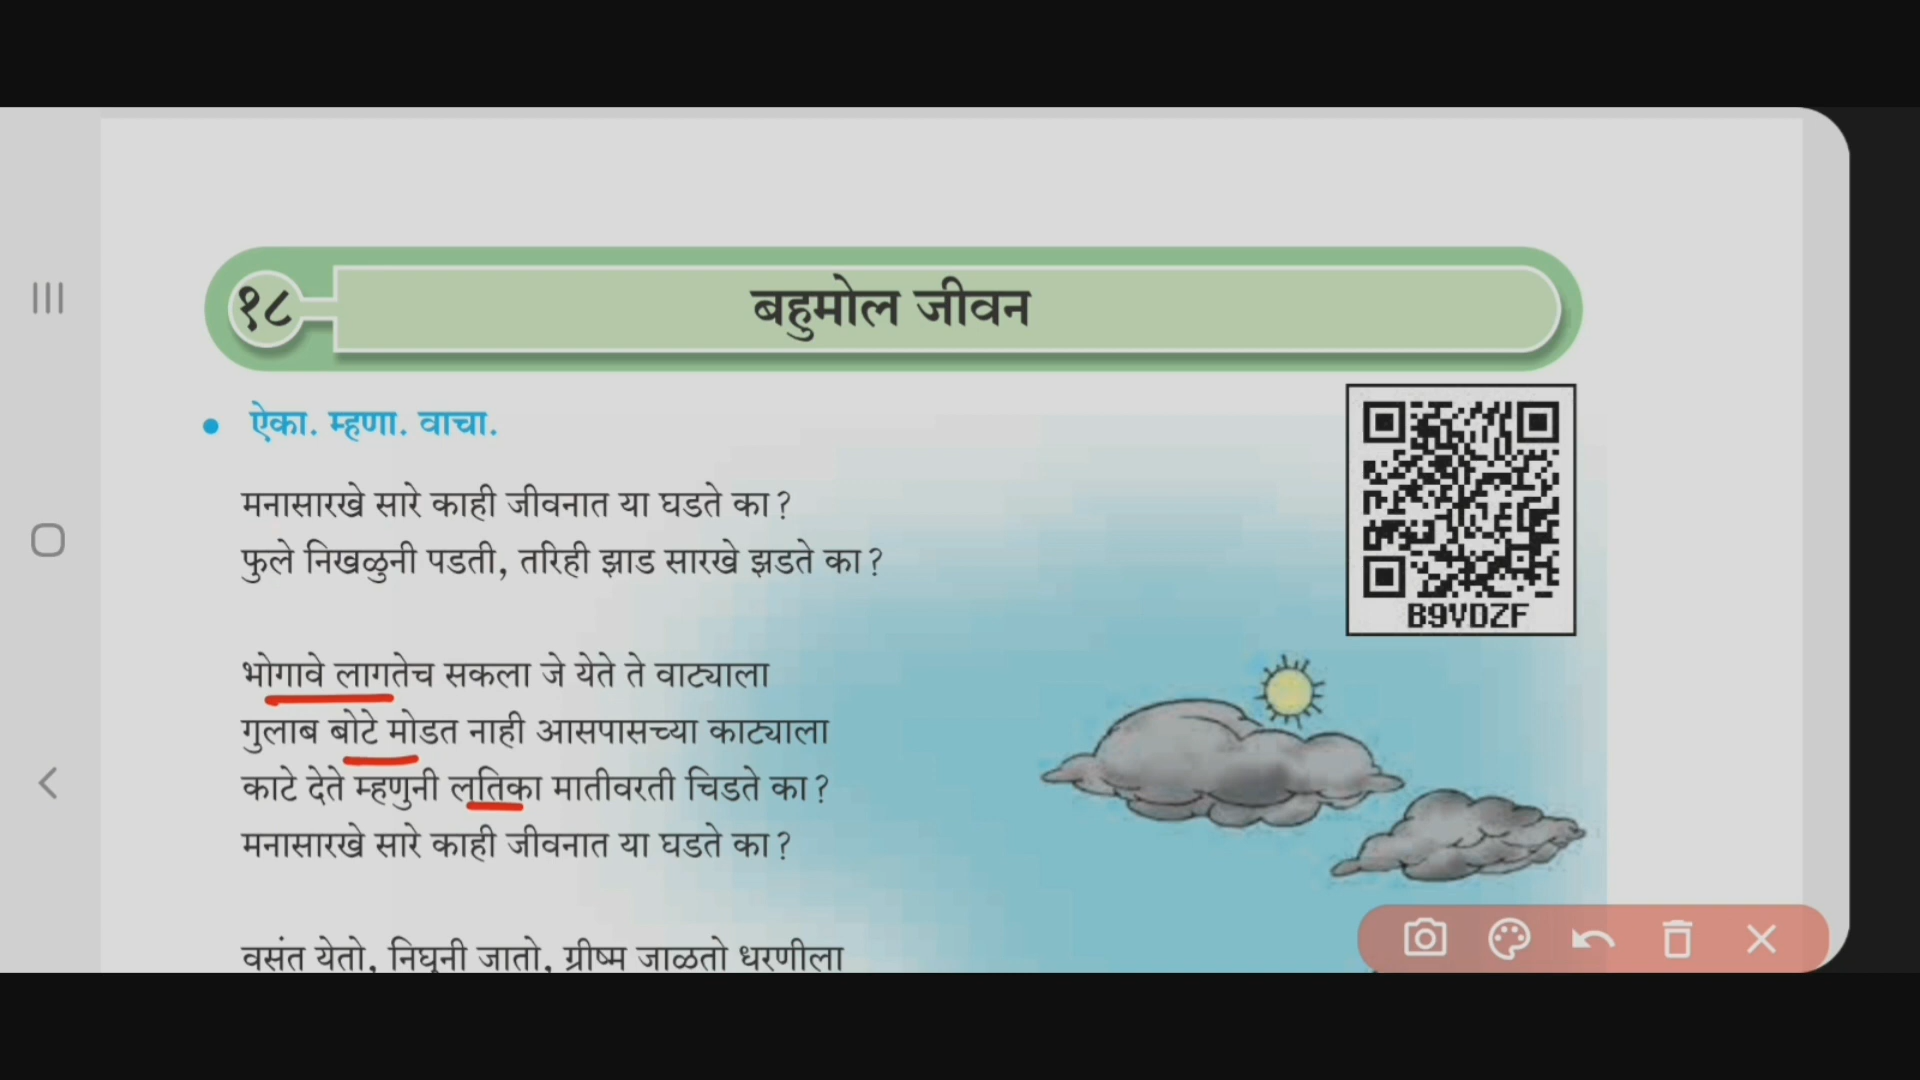 १८
बहुमोल जीवन
• ऐका. म्हणा. वाचा.
B9VDZF
मनासारखे सारे काही जीवनात या घडते का?
फुले निखळुनी पडती, तरिही झाड सारखे झडते का?
भोगावे लागतेच सकला जे येते ते वाट्याला
गुलाब बोटे मोडत नाही आसपासच्या काट्याला
काटे देते म्हणुनी लतिका मातीवरती चिडते का?
मनासारखे सारे काही जीवनात या घडते का?
वसंत येतो, निघुनी जातो, ग्रीष्म जाळतो धरणीला